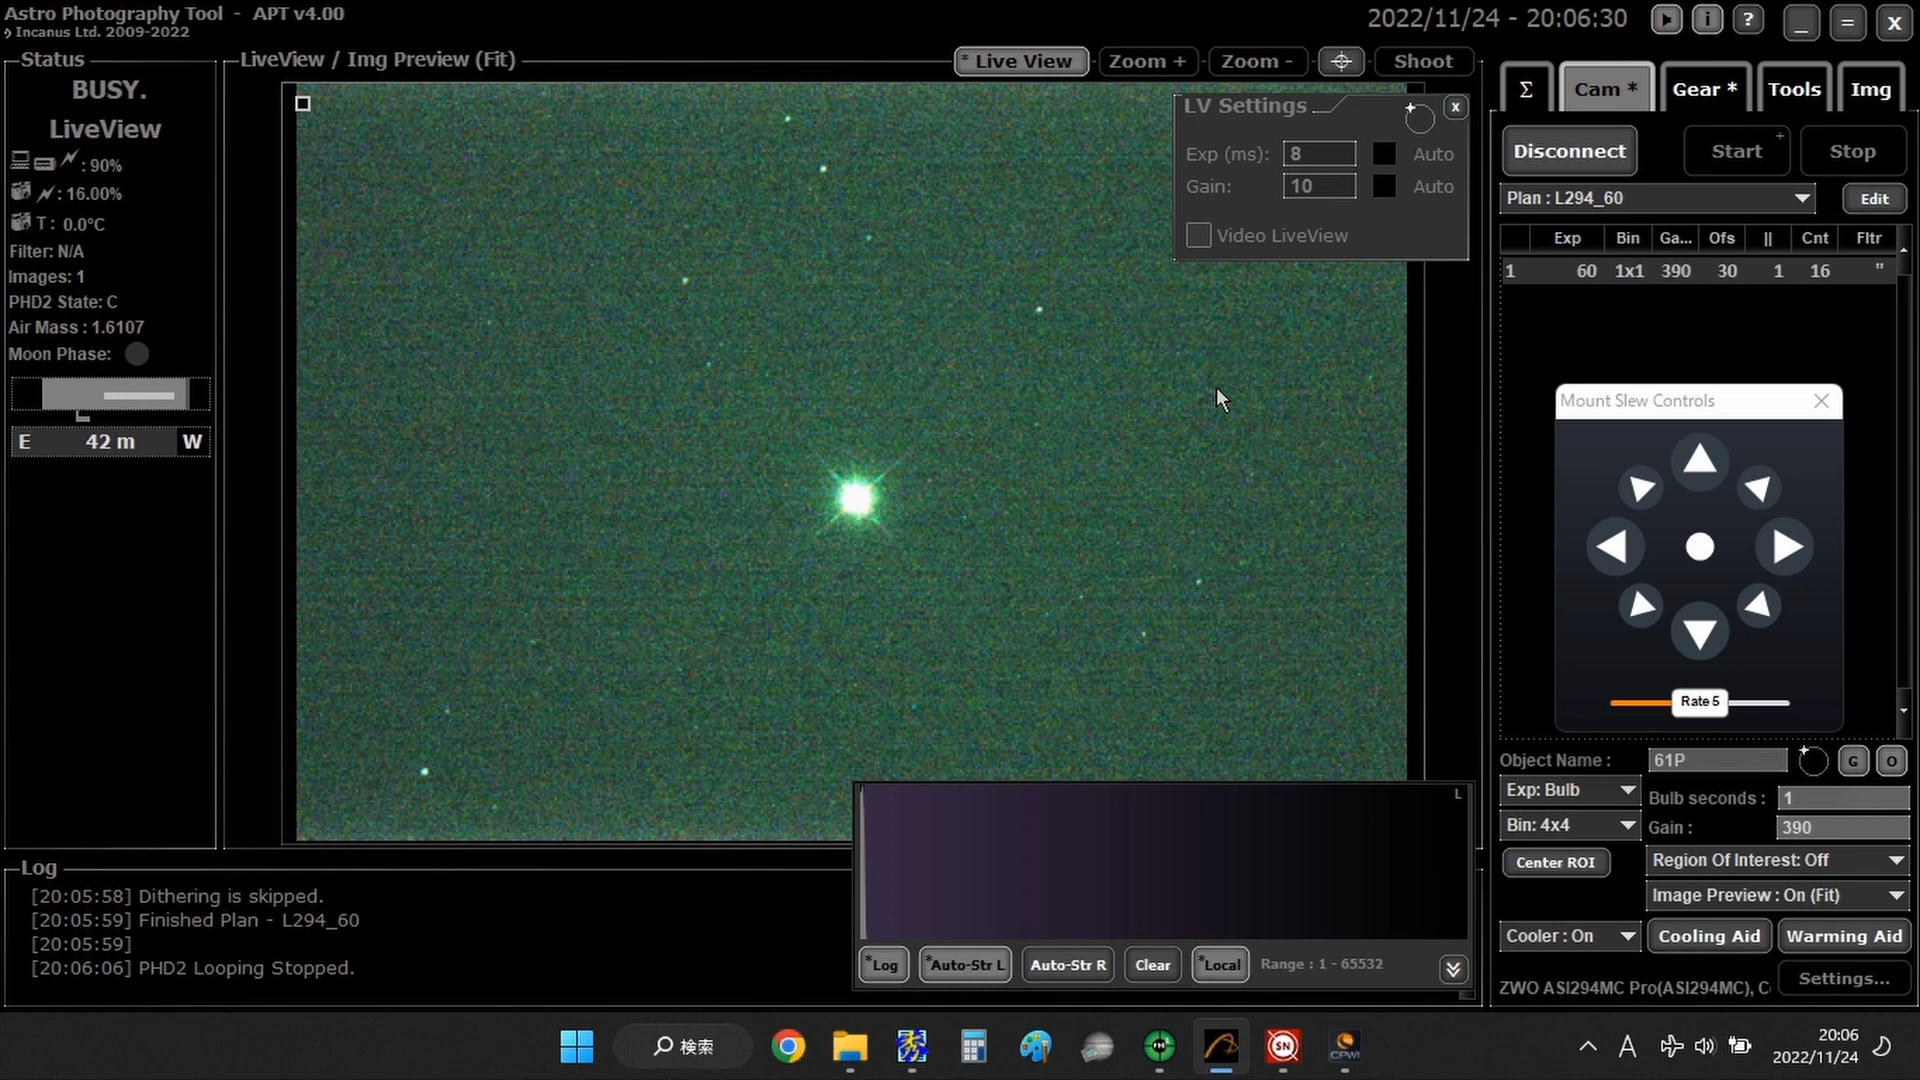 Astro Photography Tool - APT v4.00
Incanus Ltd. 2009-2022
2022/11/24 - 20:06:30
i
?
_
=
X
Status
BUSY.
LiveView
: 90%
: 16.00%
T : 0.0°C
Filter: N/A
Images: 1
PHD2 State: C
Air Mass : 1.6107
Moon Phase:
E 42 m W
LiveView / Img Preview (Fit)
* Live View
Zoom +
Zoom -
Shoot
LV Settings
x
Exp (ms): 8 Auto
Gain: 10 Auto
Video LiveView
Σ
Cam *
Gear *
Tools
Img
Disconnect
Start +
Stop
Plan : L294_60
Edit
Exp Bin Ga... Ofs || Cnt Fltr
1 60 1x1 390 30 1 16 "
Mount Slew Controls
Rate 5
Object Name : 61P G O
Exp: Bulb
Bulb seconds : 1
Bin: 4x4
Gain : 390
Center ROI
Region Of Interest: Off
Image Preview : On (Fit)
Cooler : On
Cooling Aid
Warming Aid
ZWO ASI294MC Pro(ASI294MC), C
Settings...
Log
[20:05:58] Dithering is skipped.
[20:05:59] Finished Plan - L294_60
[20:05:59]
[20:06:06] PHD2 Looping Stopped.
L
*Log
*Auto-Str L
Auto-Str R
Clear
*Local
Range : 1 - 65532
検索
SN
CPWI
A
20:06
2022/11/24